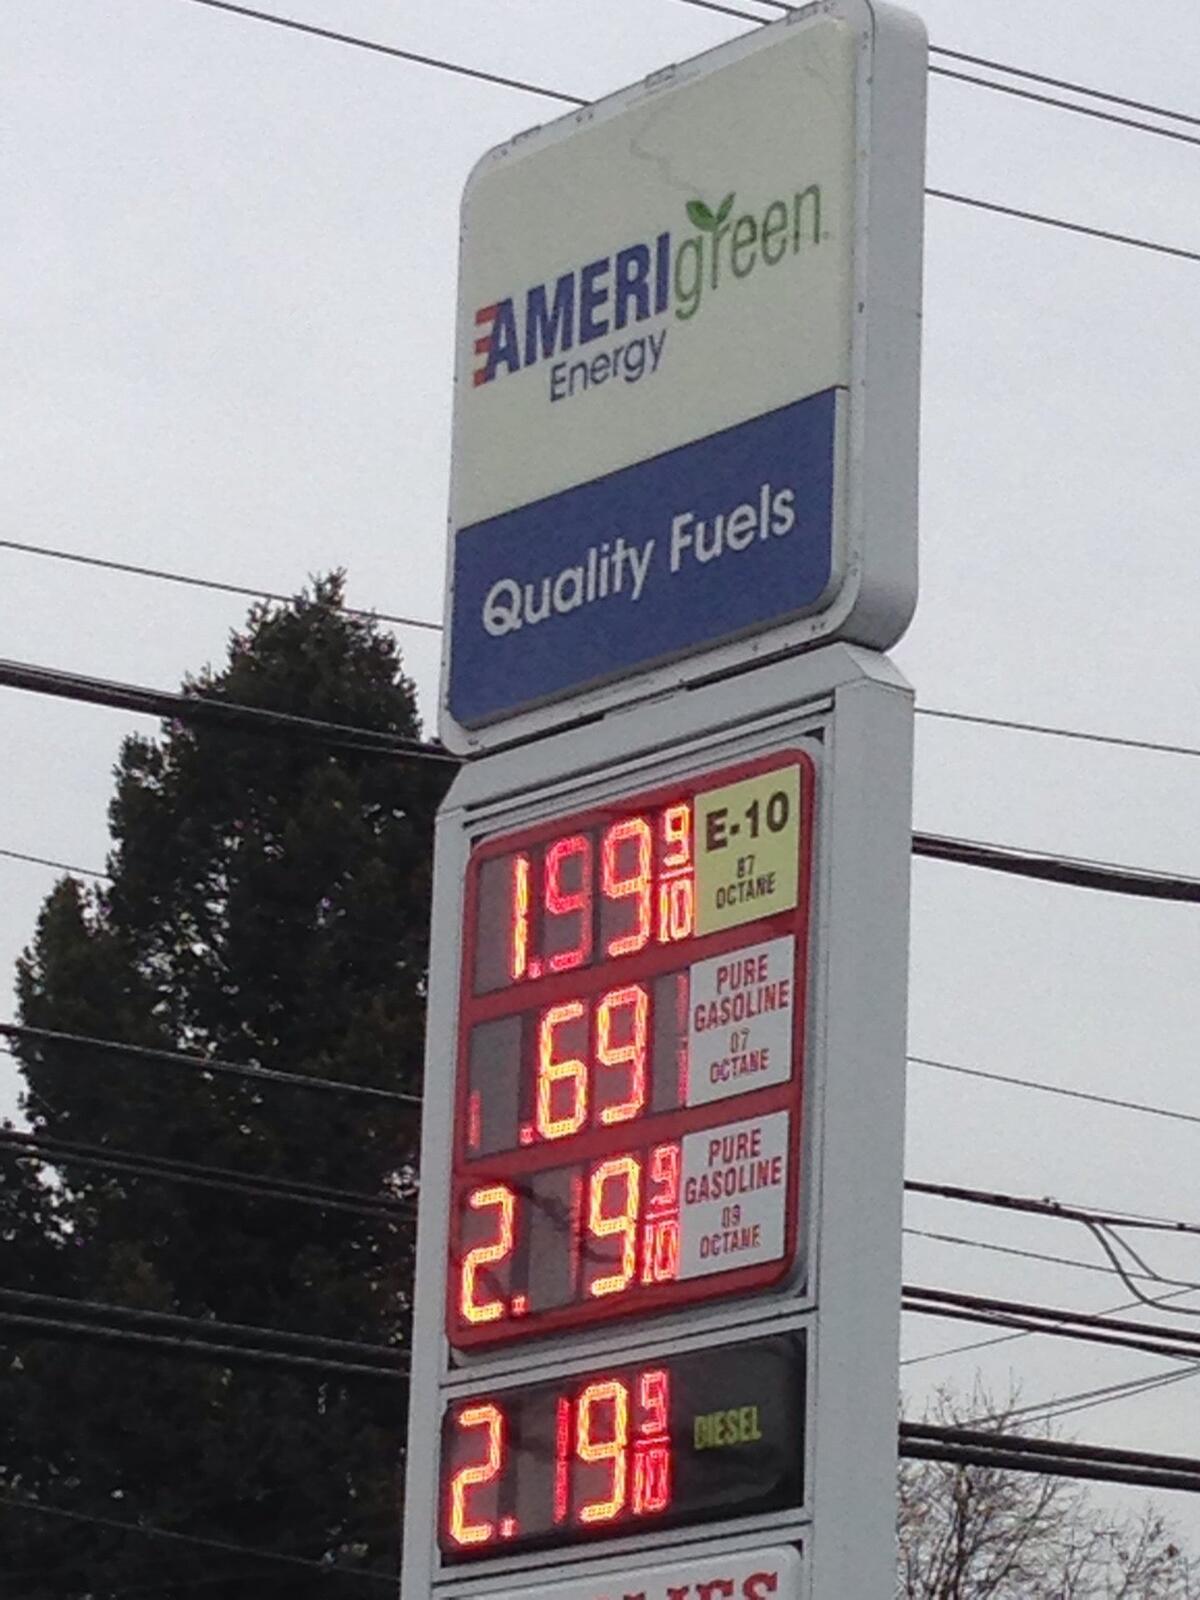 AMERIgreen
Energy
Quality Fuels
1.99 9/10 E-10
87
OCTANE
.69 PURE
GASOLINE
87
OCTANE
2.19 9/10 PURE
GASOLINE
89
OCTANE
2.19 9/10 DIESEL